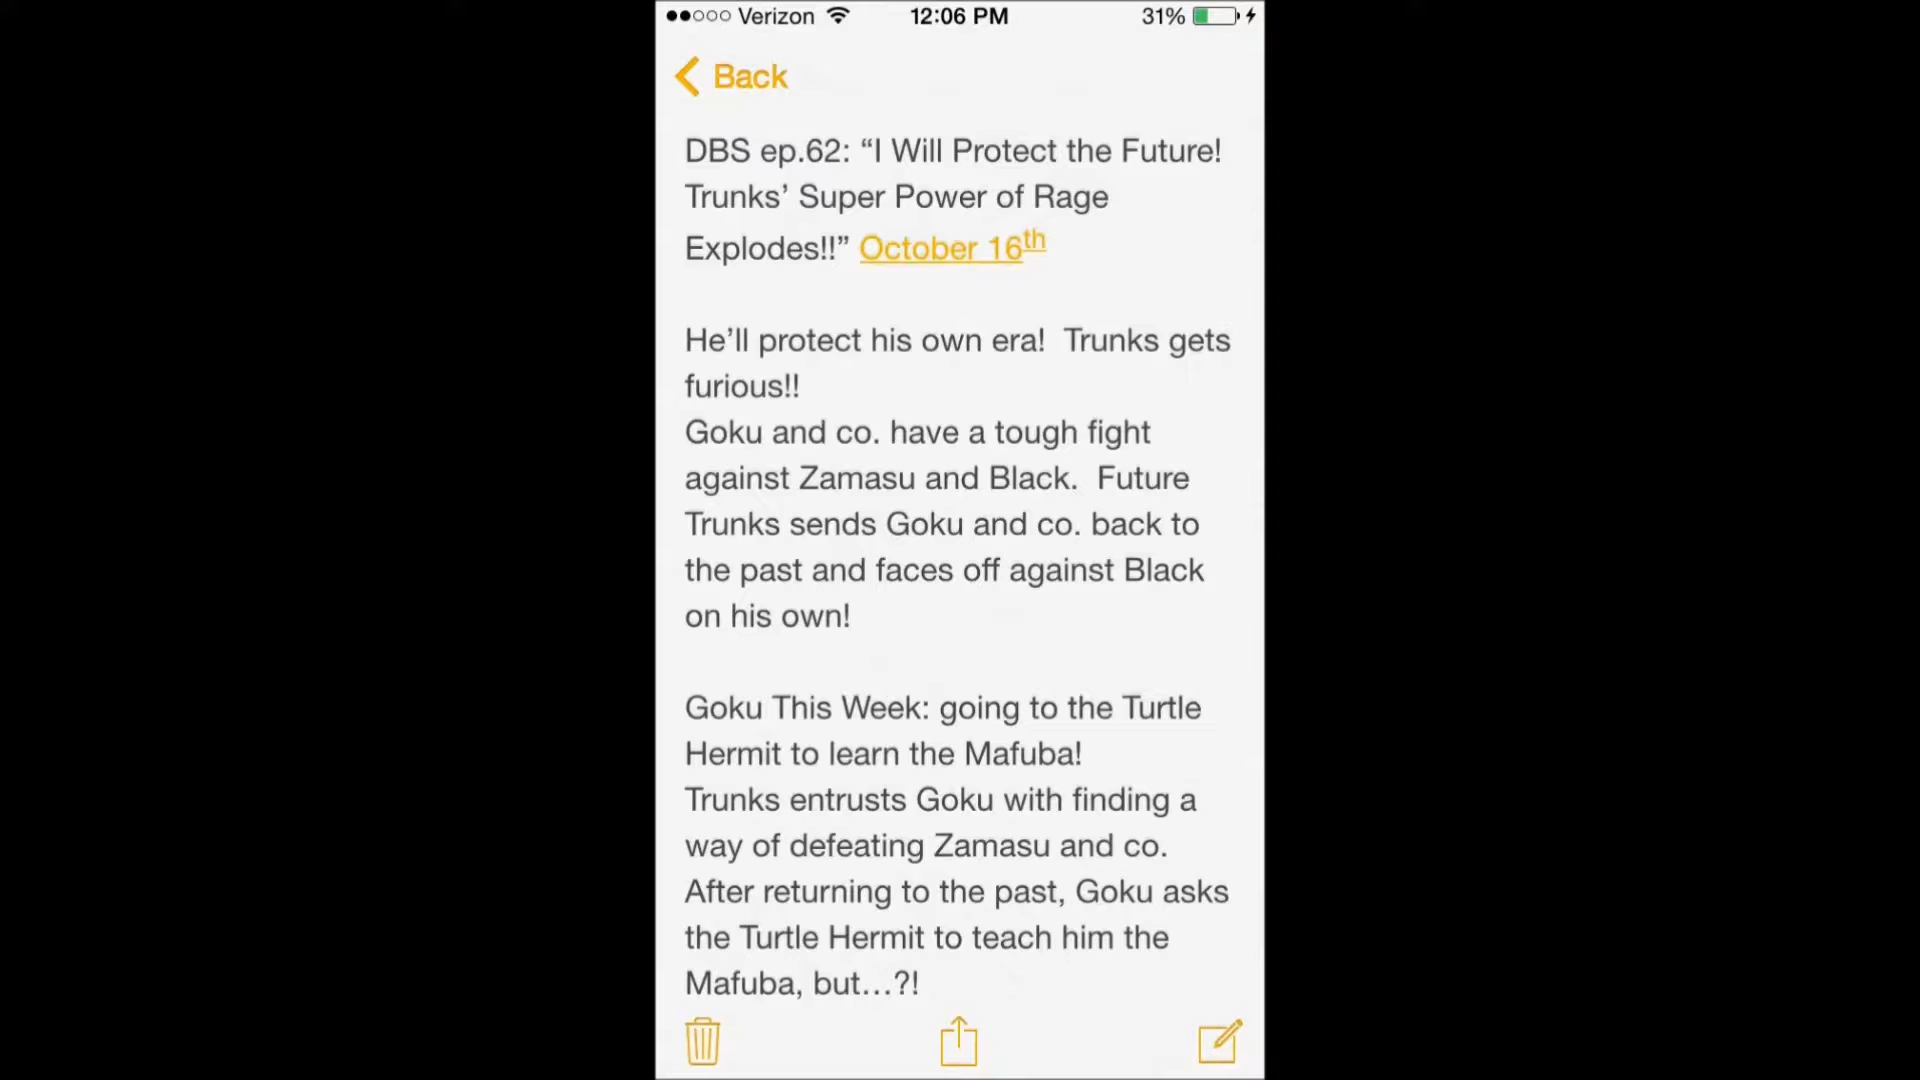 Verizon 12:06 PM 31%
Back
DBS ep.62: “I Will Protect the Future!
Trunks’ Super Power of Rage
Explodes!!” October 16th
He’ll protect his own era!  Trunks gets
furious!!
Goku and co. have a tough fight
against Zamasu and Black.  Future
Trunks sends Goku and co. back to
the past and faces off against Black
on his own!
Goku This Week: going to the Turtle
Hermit to learn the Mafuba!
Trunks entrusts Goku with finding a
way of defeating Zamasu and co.
After returning to the past, Goku asks
the Turtle Hermit to teach him the
Mafuba, but…?!